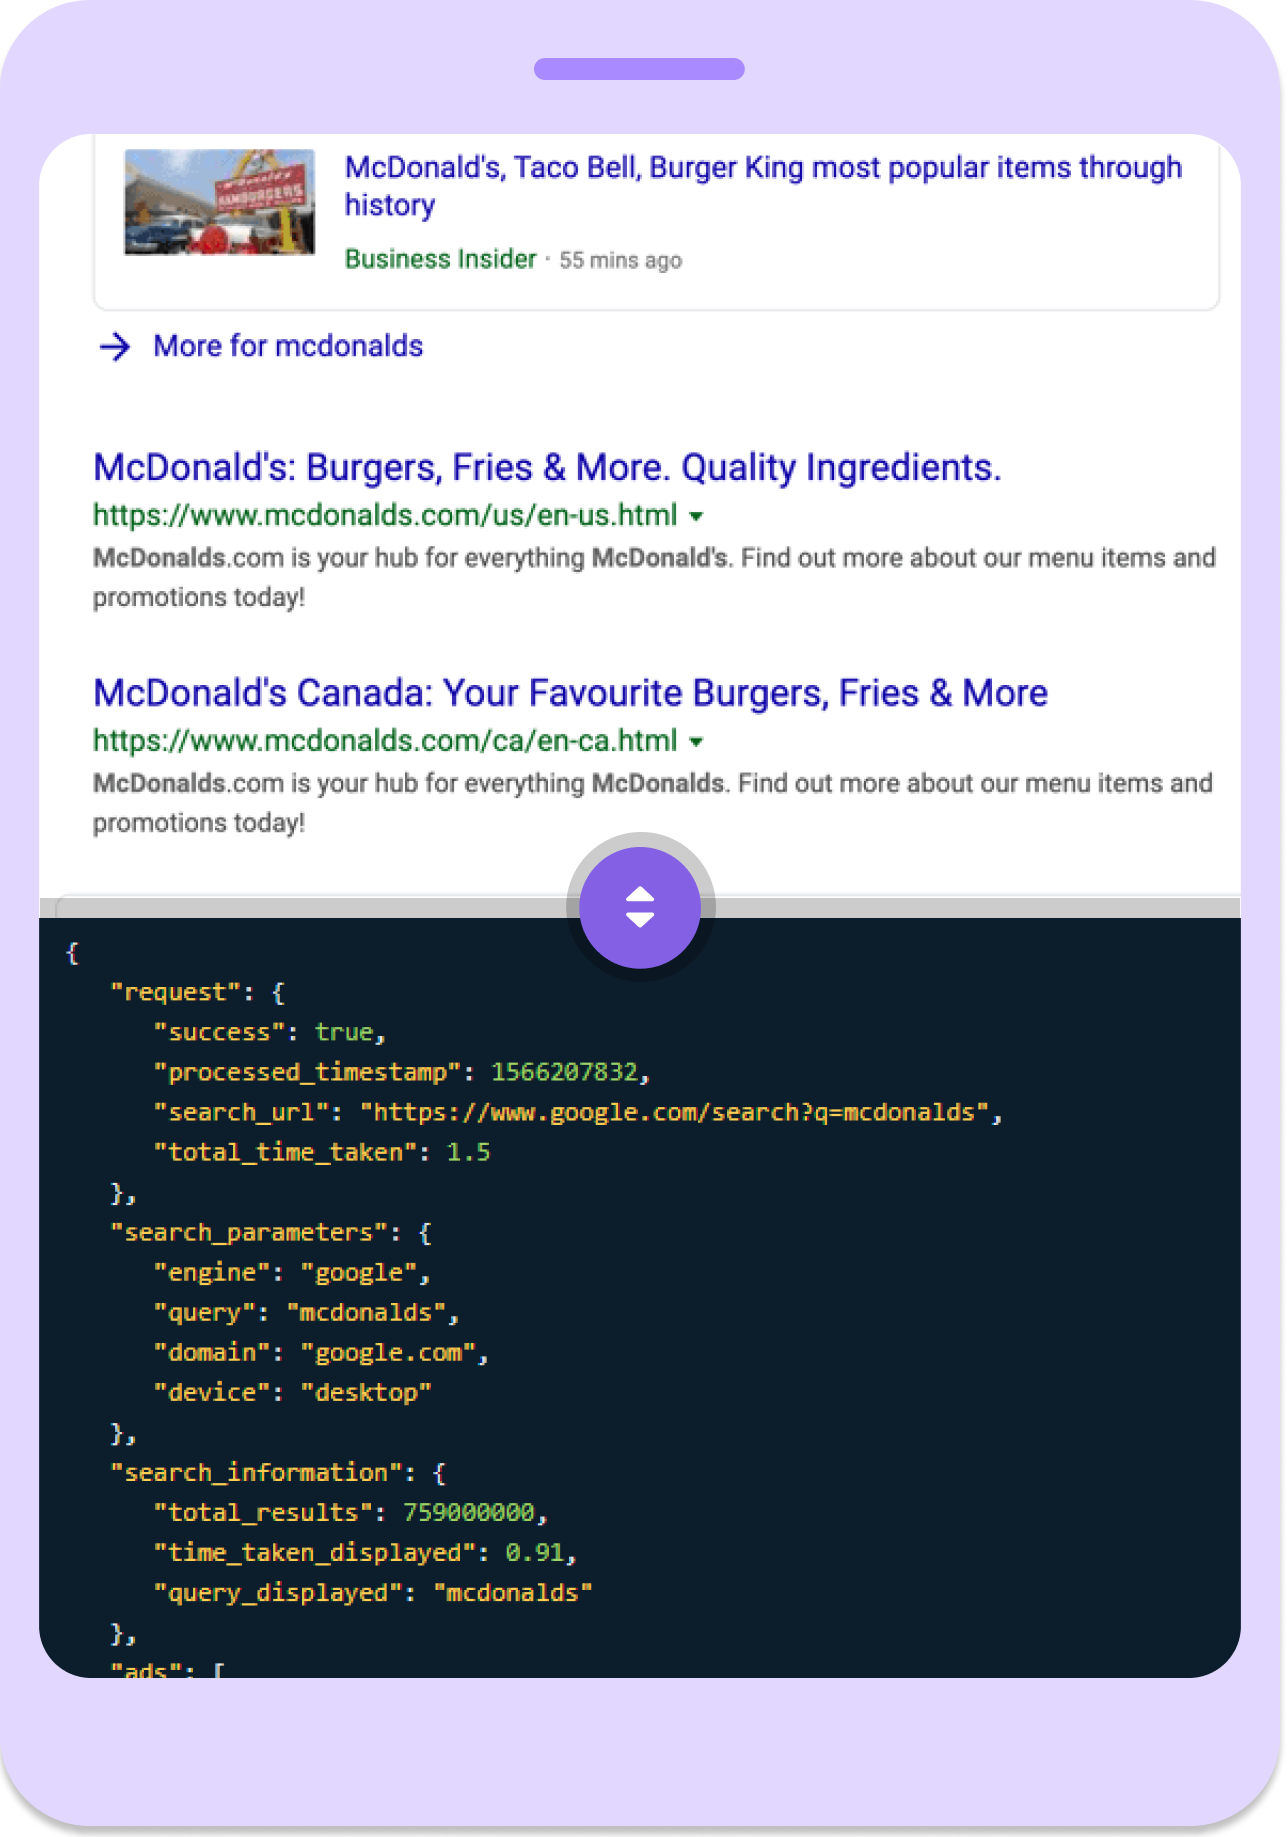 McDonald's
HAMBURGERS
McDonald's, Taco Bell, Burger King most popular items through
history
Business Insider · 55 mins ago
→ More for mcdonalds
McDonald's: Burgers, Fries & More. Quality Ingredients.
https://www.mcdonalds.com/us/en-us.html
McDonalds.com is your hub for everything McDonald's. Find out more about our menu items and
promotions today!
McDonald's Canada: Your Favourite Burgers, Fries & More
https://www.mcdonalds.com/ca/en-ca.html
McDonalds.com is your hub for everything McDonalds. Find out more about our menu items and
promotions today!
{
"request": {
"success": true,
"processed_timestamp": 1566207832,
"search_url": "https://www.google.com/search?q=mcdonalds",
"total_time_taken": 1.5
},
"search_parameters": {
"engine": "google",
"query": "mcdonalds",
"domain": "google.com",
"device": "desktop"
},
"search_information": {
"total_results": 759000000,
"time_taken_displayed": 0.91,
"query_displayed": "mcdonalds"
},
"ads": [